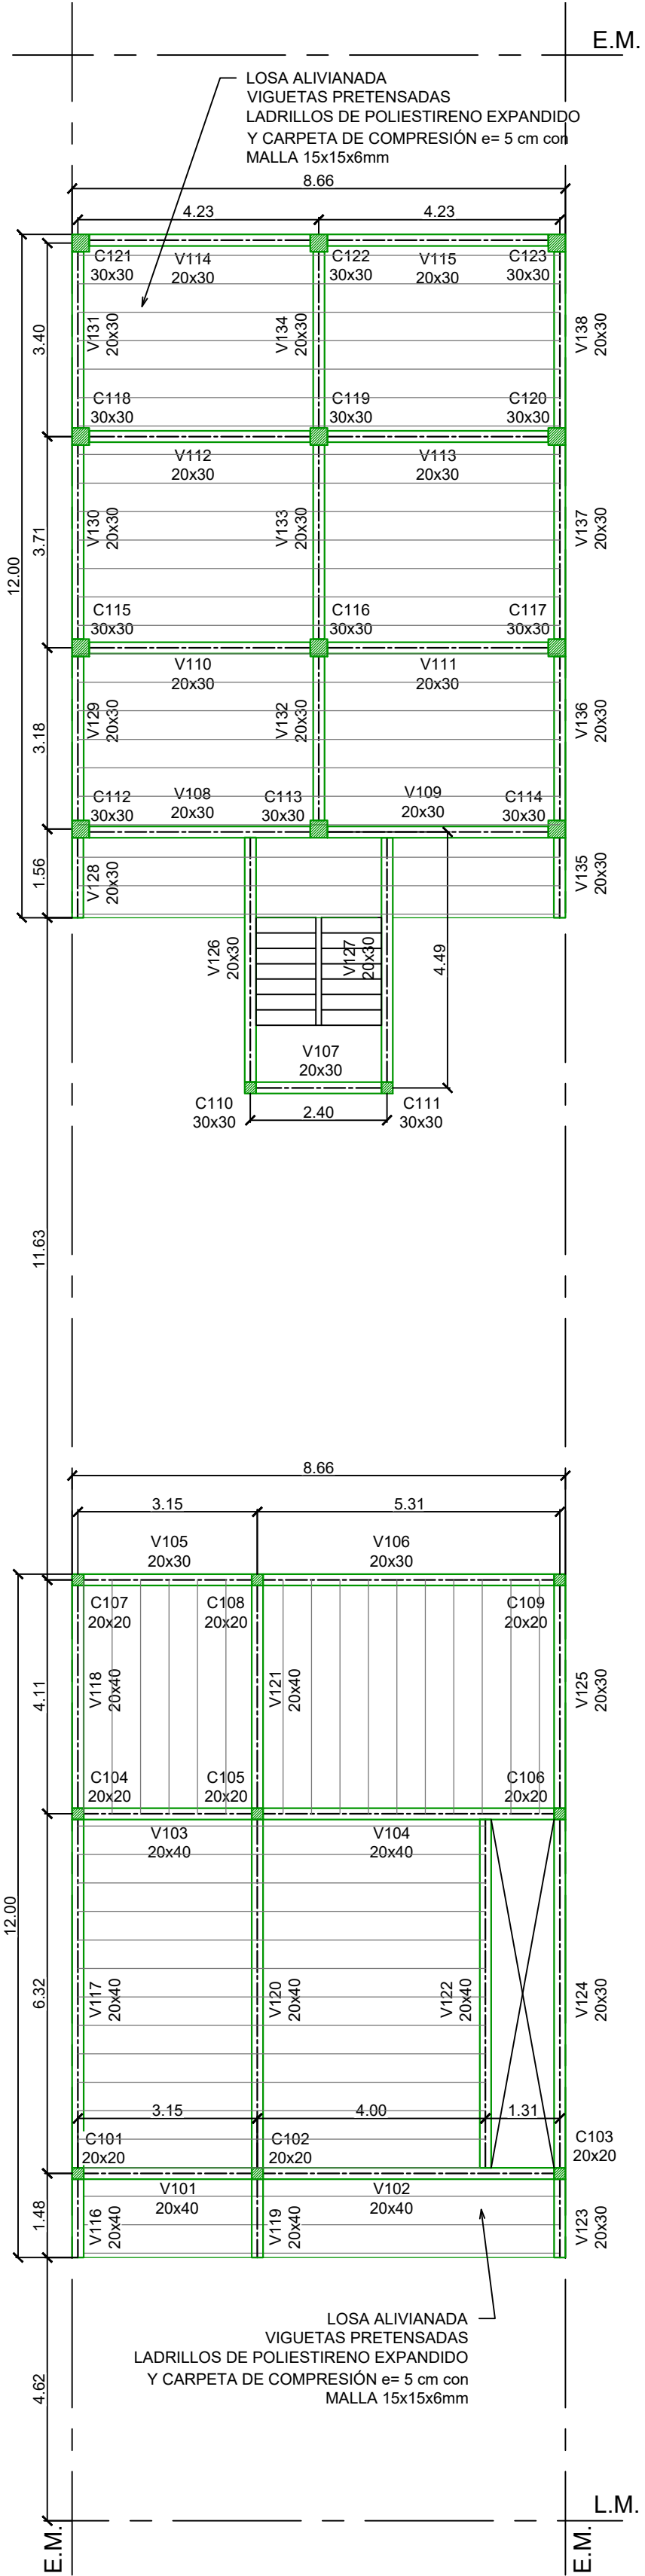 E.M.
LOSA ALIVIANADA
VIGUETAS PRETENSADAS
LADRILLOS DE POLIESTIRENO EXPANDIDO
Y CARPETA DE COMPRESIÓN e= 5 cm con
MALLA 15x15x6mm
8.66
4.23
4.23
C121
30x30
V114
20x30
C122
30x30
V115
20x30
C123
30x30
3.40
V131
20x30
V134
20x30
V138
20x30
C118
30x30
C119
30x30
C120
30x30
V112
20x30
V113
20x30
12.00
3.71
V130
20x30
V133
20x30
V137
20x30
C115
30x30
C116
30x30
C117
30x30
V110
20x30
V111
20x30
3.18
V129
20x30
V132
20x30
V136
20x30
C112
30x30
V108
20x30
C113
30x30
V109
20x30
C114
30x30
1.56
V128
20x30
V135
20x30
V126
20x30
V127
20x30
4.49
V107
20x30
C110
30x30
2.40
C111
30x30
11.63
8.66
3.15
5.31
V105
20x30
V106
20x30
C107
20x20
C108
20x20
C109
20x20
4.11
V118
20x40
V121
20x40
V125
20x30
C104
20x20
C105
20x20
C106
20x20
V103
20x40
V104
20x40
12.00
6.32
V117
20x40
V120
20x40
V122
20x40
V124
20x30
3.15
4.00
1.31
C101
20x20
C102
20x20
C103
20x20
V101
20x40
V102
20x40
1.48
V116
20x40
V119
20x40
V123
20x30
LOSA ALIVIANADA
VIGUETAS PRETENSADAS
LADRILLOS DE POLIESTIRENO EXPANDIDO
Y CARPETA DE COMPRESIÓN e= 5 cm con
MALLA 15x15x6mm
4.62
L.M.
E.M.
E.M.